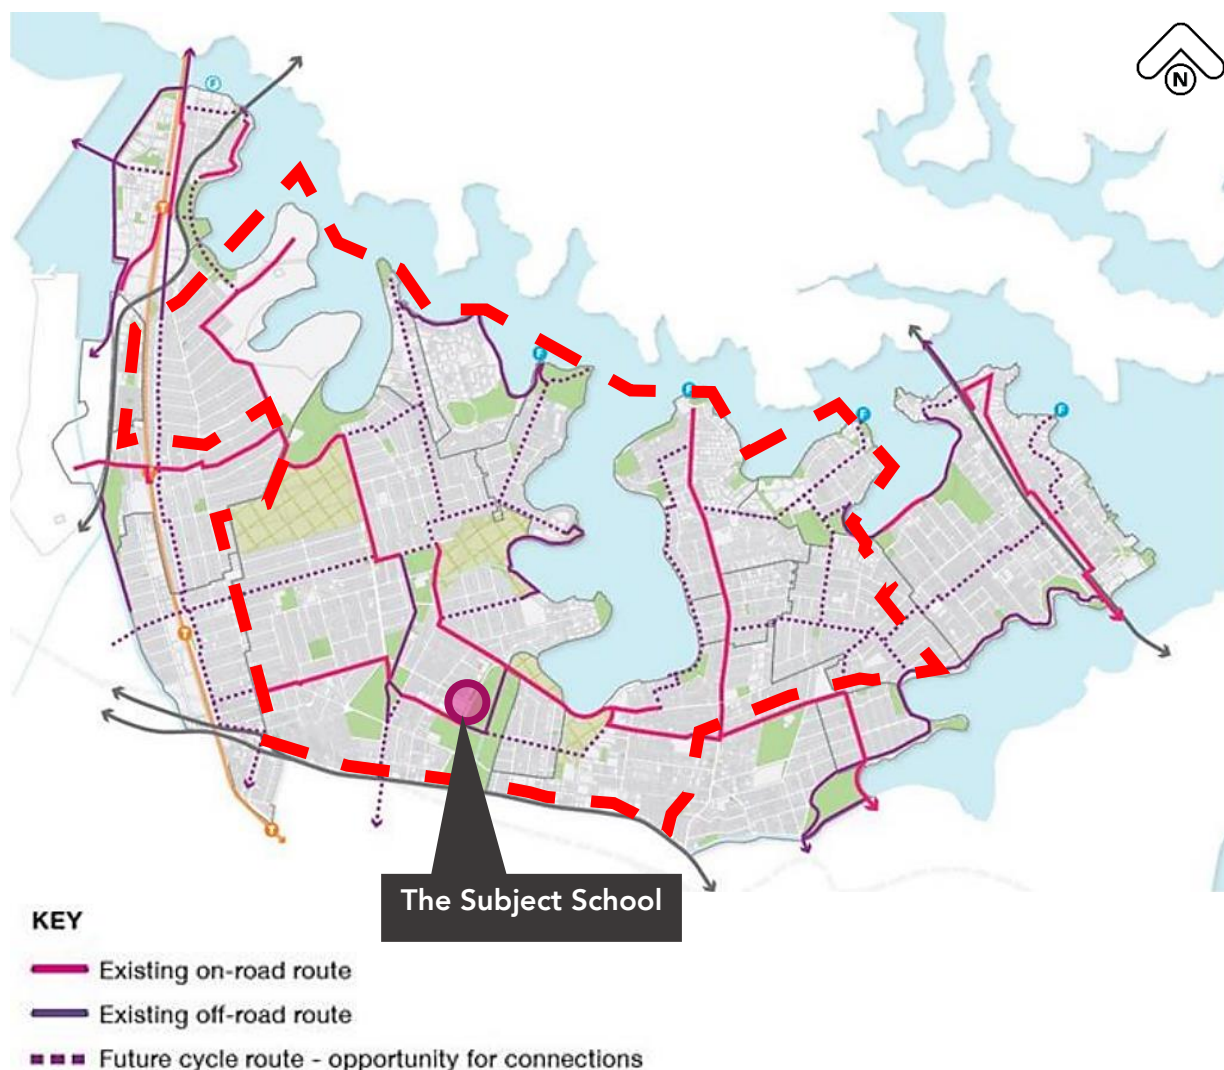 N
F
T
F
F
F
F
T
T
The Subject School
KEY
Existing on-road route
Existing off-road route
Future cycle route - opportunity for connections